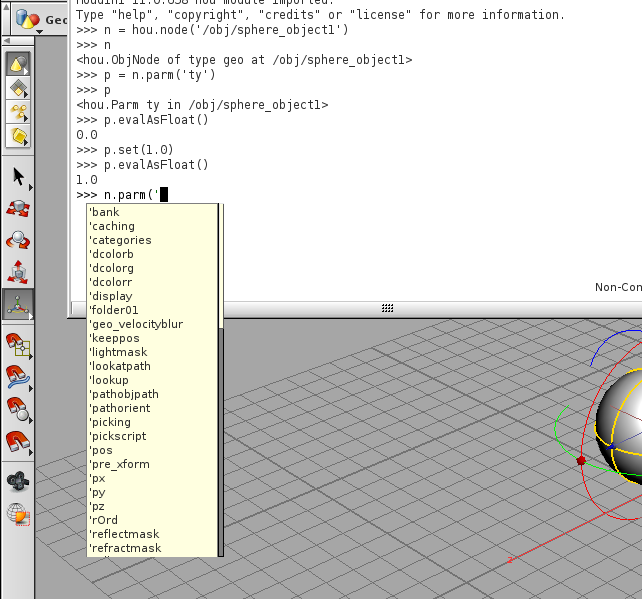 Geo
Houdini 11.0.658 hou module imported.
Type "help", "copyright", "credits" or "license" for more information.
>>> n = hou.node('/obj/sphere_object1')
>>> n
<hou.ObjNode of type geo at /obj/sphere_object1>
>>> p = n.parm('ty')
>>> p
<hou.Parm ty in /obj/sphere_object1>
>>> p.evalAsFloat()
0.0
>>> p.set(1.0)
>>> p.evalAsFloat()
1.0
>>> n.parm('
'bank
'caching
'categories
'dcolorb
'dcolorg
'dcolorr
'display
'folder01
'geo_velocityblur
'keeppos
'lightmask
'lookatpath
'lookup
'pathobjpath
'pathorient
'picking
'pickscript
'pos
'pre_xform
'px
'py
'pz
'rOrd
'reflectmask
'refractmask
Non-Con